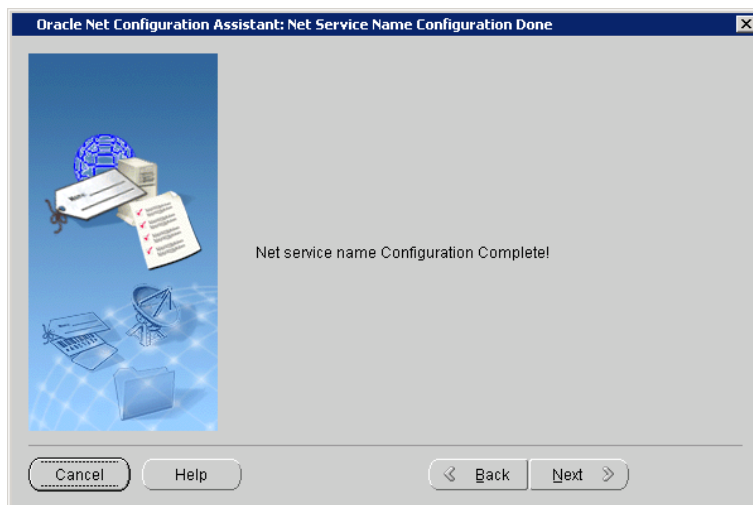 Oracle Net Configuration Assistant: Net Service Name Configuration Done
Net service name Configuration Complete!
Cancel
Help
Back
Next